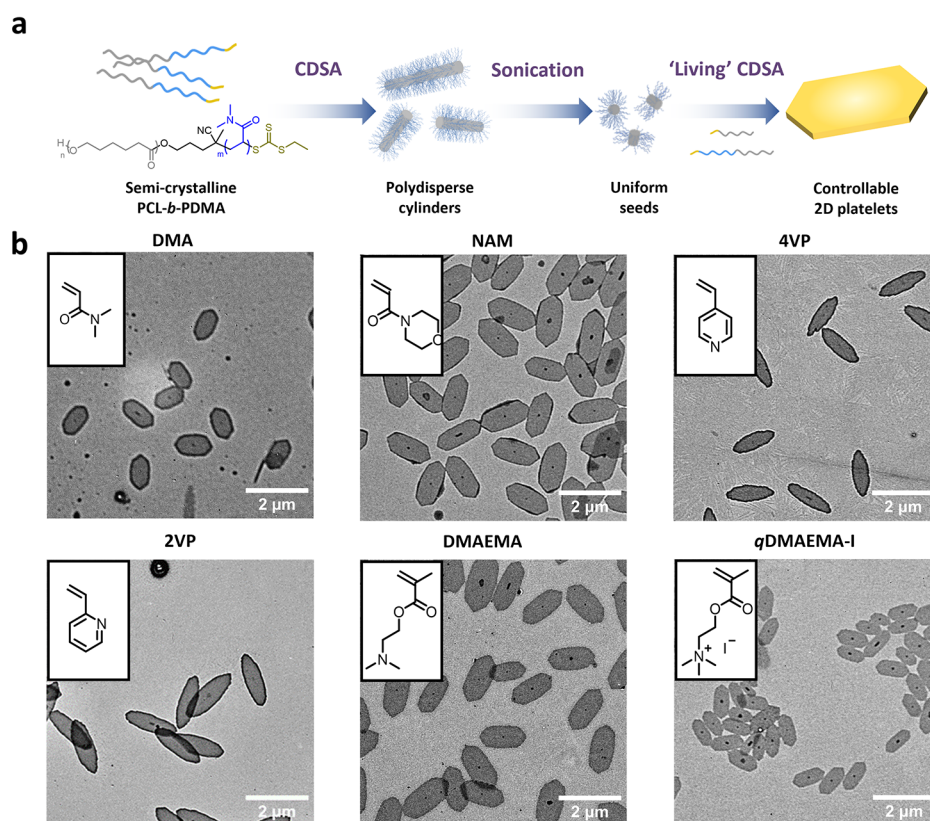 a
CDSA
Sonication
‘Living’ CDSA
H
O
n
O
O
NC
m
N
O
S
S
S
Semi-crystalline
PCL-b-PDMA
Polydisperse
cylinders
Uniform
seeds
Controllable
2D platelets
b
DMA
NAM
4VP
O
N
O
N
O
N
2 µm
2 µm
2 µm
2VP
DMAEMA
qDMAEMA-I
N
O
O
N
O
O
N
+
I
−
2 µm
2 µm
2 µm